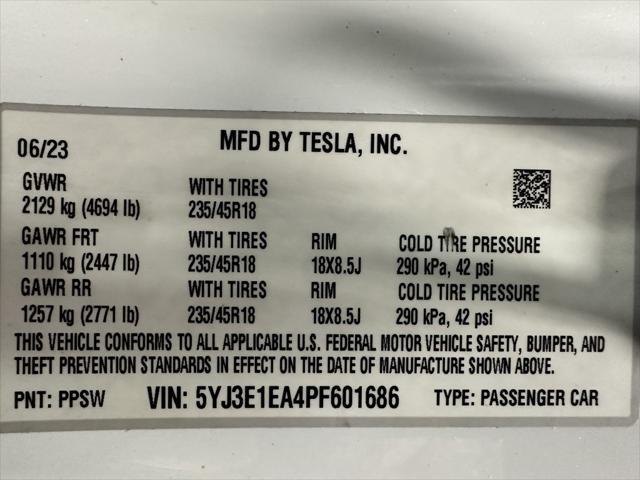 06/23 MFD BY TESLA, INC.
GVWR WITH TIRES
2129 kg (4694 lb) 235/45R18
GAWR FRT WITH TIRES RIM COLD TIRE PRESSURE
1110 kg (2447 lb) 235/45R18 18X8.5J 290 kPa, 42 psi
GAWR RR WITH TIRES RIM COLD TIRE PRESSURE
1257 kg (2771 lb) 235/45R18 18X8.5J 290 kPa, 42 psi
THIS VEHICLE CONFORMS TO ALL APPLICABLE U.S. FEDERAL MOTOR VEHICLE SAFETY, BUMPER, AND
THEFT PREVENTION STANDARDS IN EFFECT ON THE DATE OF MANUFACTURE SHOWN ABOVE.
PNT: PPSW VIN: 5YJ3E1EA4PF601686 TYPE: PASSENGER CAR